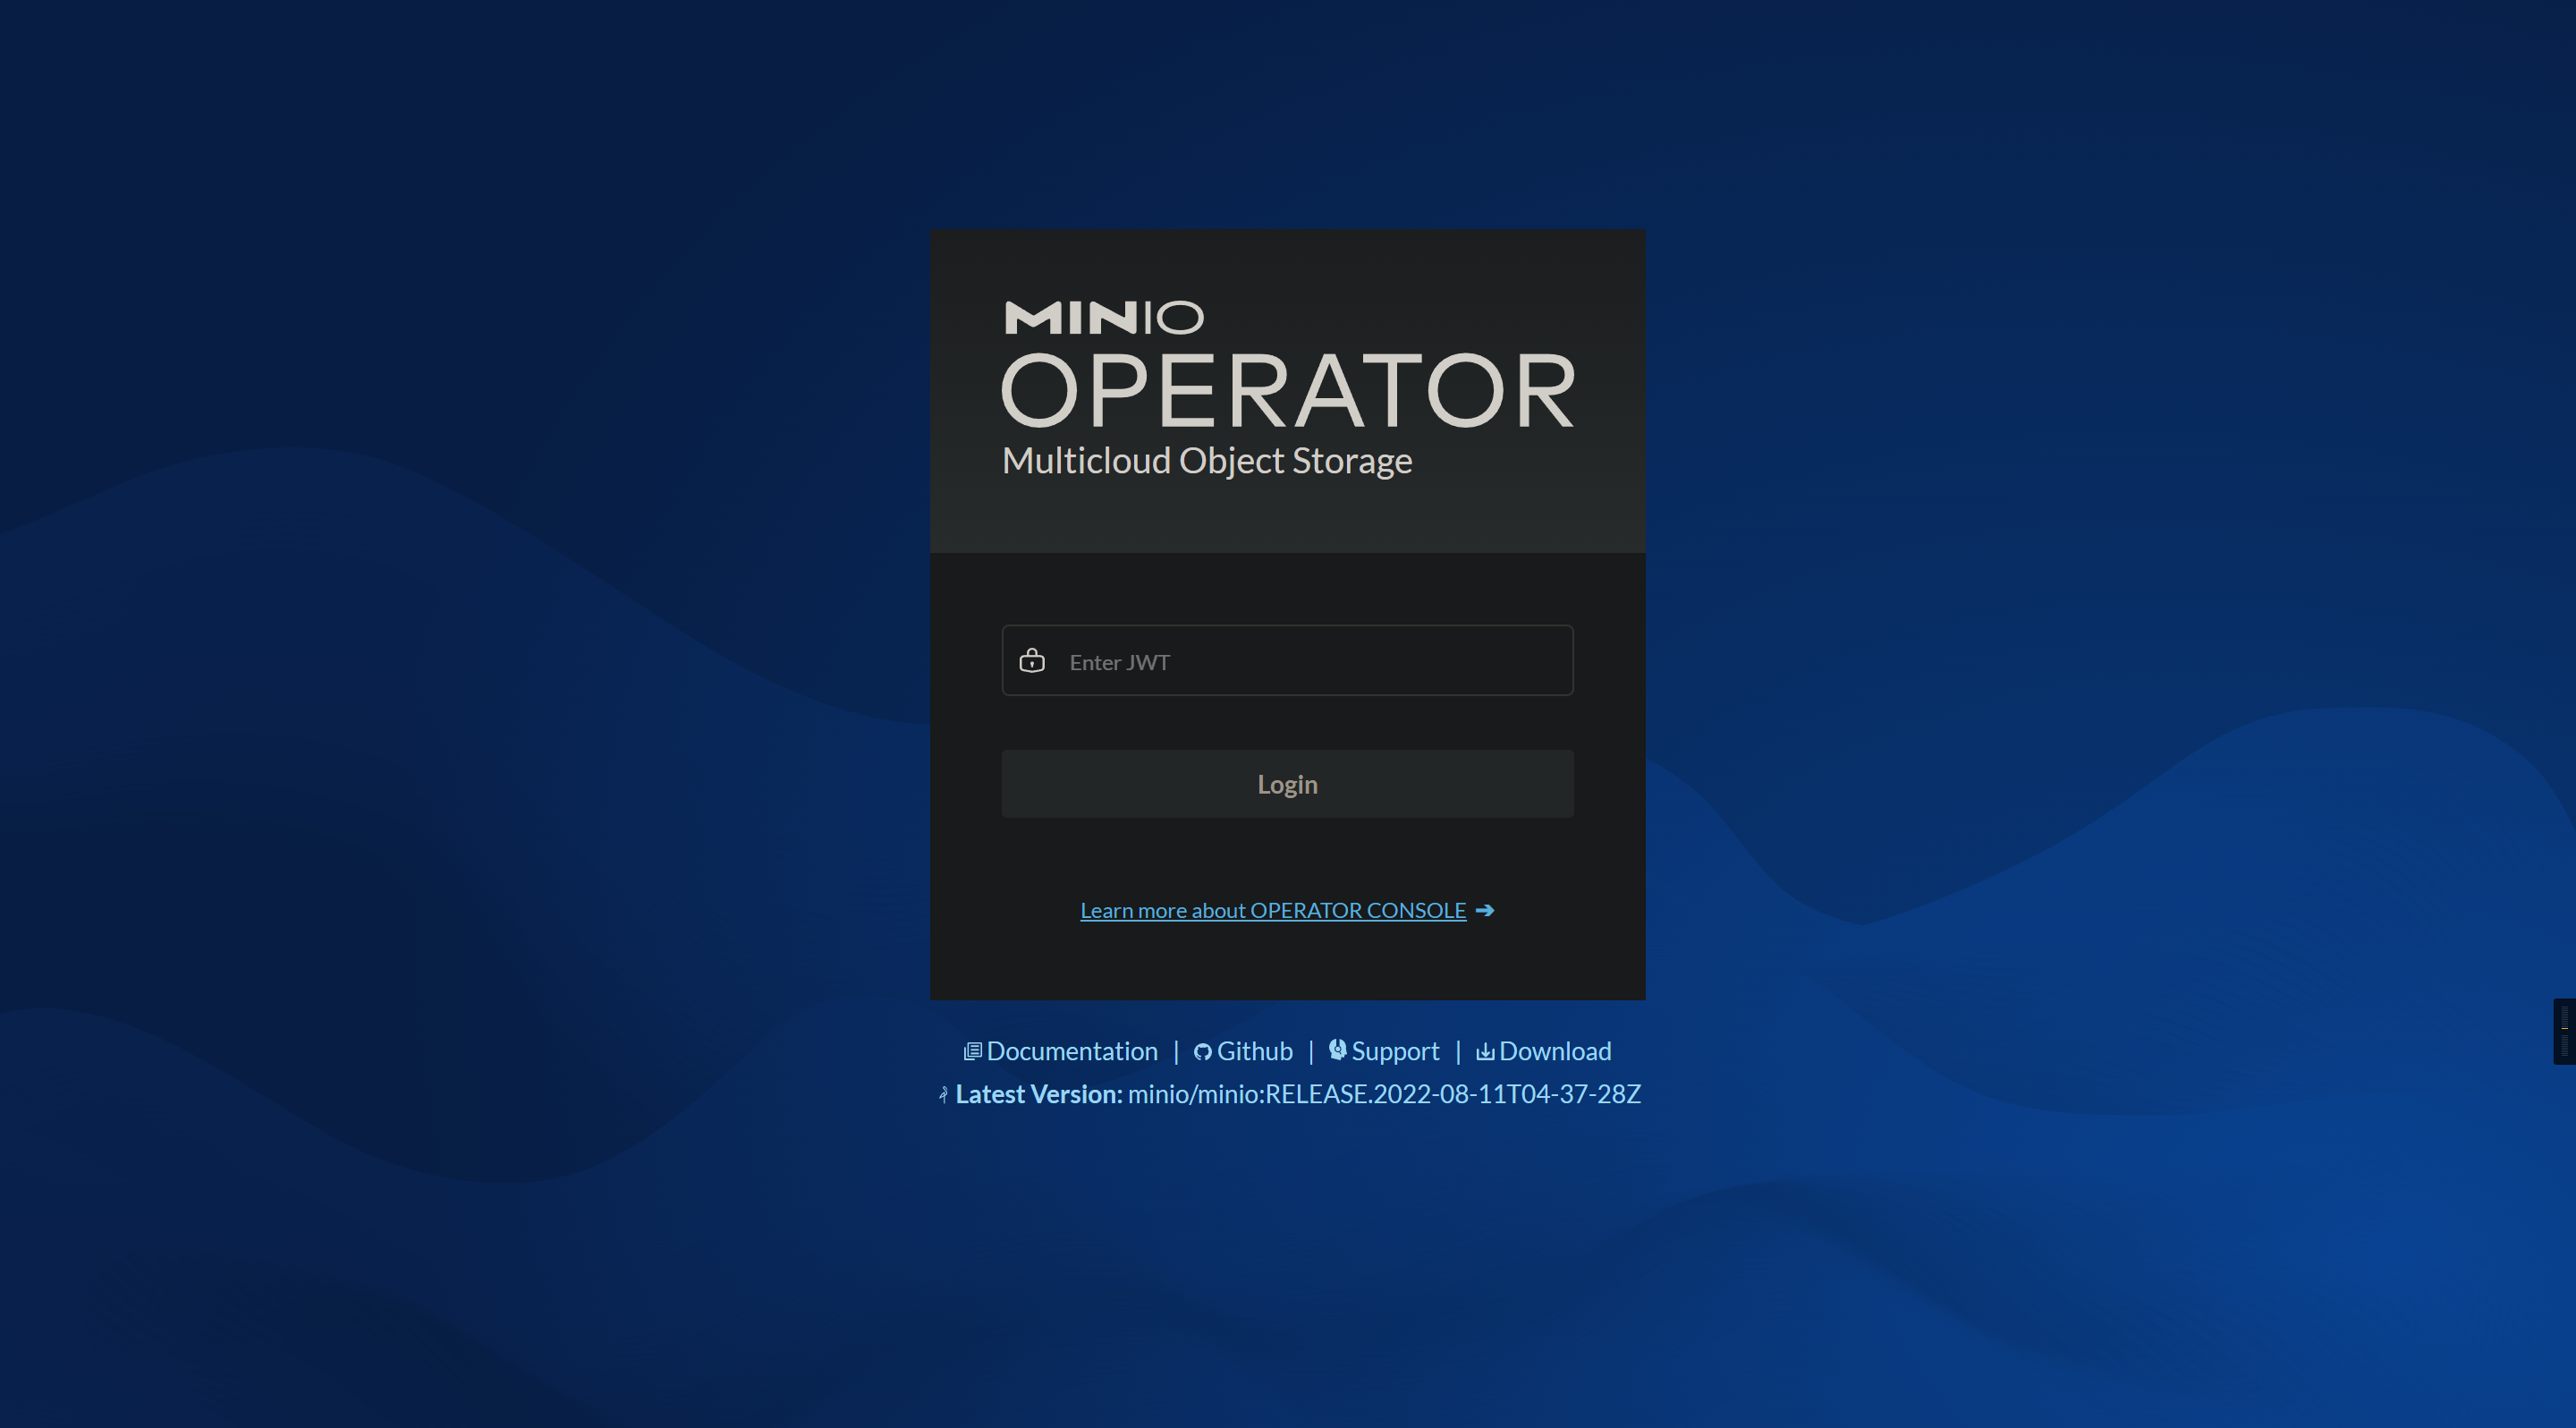 MINIO
OPERATOR
Multicloud Object Storage
Enter JWT
Login
Learn more about OPERATOR CONSOLE ➔
Documentation | Github | Support | Download
Latest Version: minio/minio:RELEASE.2022-08-11T04-37-28Z